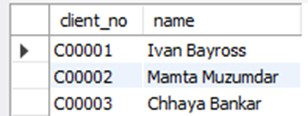 client_no name
C00001 Ivan Bayross
C00002 Mamta Muzumdar
C00003 Chhaya Bankar